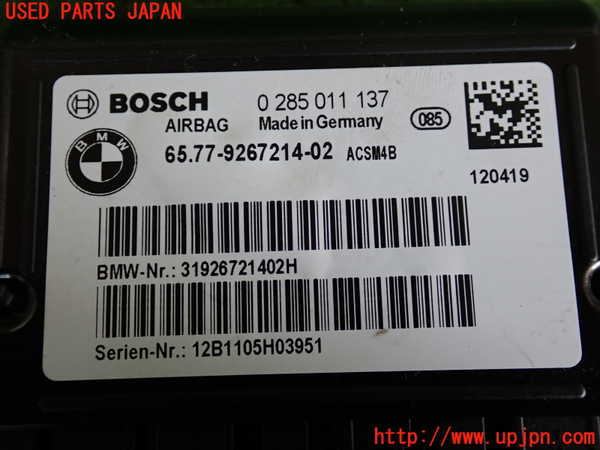 USED PARTS JAPAN
BOSCH 0 285 011 137
AIRBAG Made in Germany 085
BMW 65.77-9267214-02 ACSM4B
120419
BMW-Nr.: 31926721402H
Serien-Nr.: 12B1105H03951
http://www.upjpn.com/